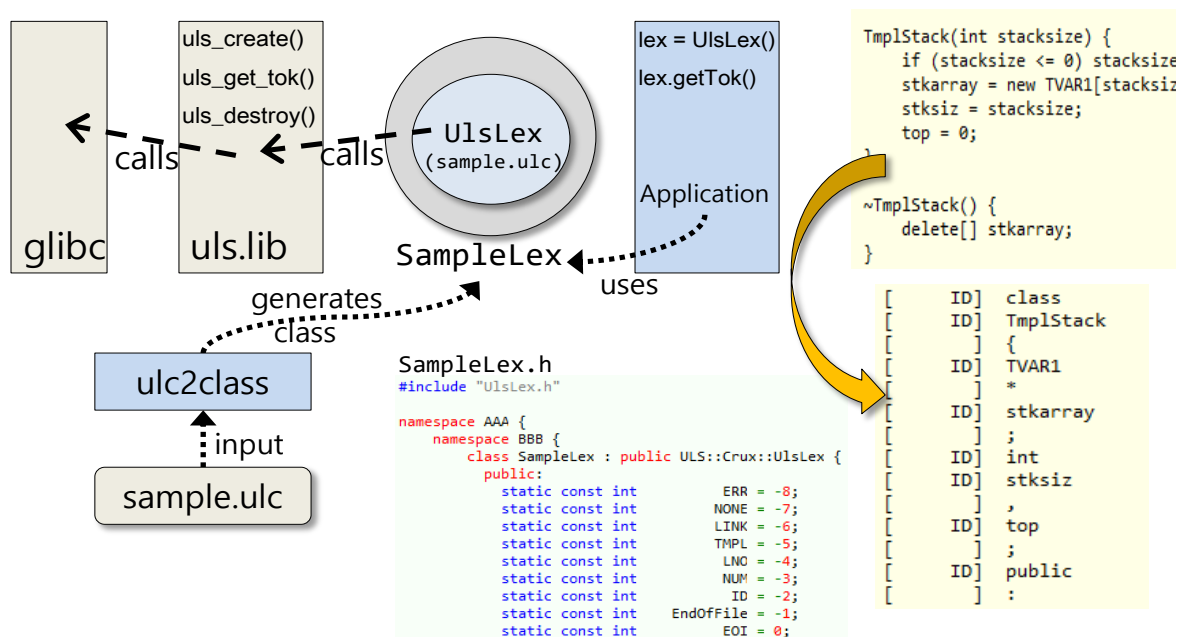 uls_create()
uls_get_tok()
uls_destroy()
calls
glibc
uls.lib
calls
UlsLex
(sample.ulc)
SampleLex
lex = UlsLex()
lex.getTok()
Application
uses
generates
class
ulc2class
input
sample.ulc
SampleLex.h
#include "UlsLex.h"
namespace AAA {
namespace BBB {
class SampleLex : public ULS::Crux::UlsLex {
public:
static const int ERR = -8;
static const int NONE = -7;
static const int LINK = -6;
static const int TMPL = -5;
static const int LNO = -4;
static const int NUM = -3;
static const int ID = -2;
static const int EndOfFile = -1;
static const int EOI = 0;
TmplStack(int stacksize) {
if (stacksize <= 0) stacksize
stkarray = new TVAR1[stacksiz
stksiz = stacksize;
top = 0;
}
~TmplStack() {
delete[] stkarray;
}
[ ID] class
[ ID] TmplStack
[ ] {
[ ID] TVAR1
[ ] *
[ ID] stkarray
[ ] ;
[ ID] int
[ ID] stksiz
[ ] ,
[ ID] top
[ ] ;
[ ID] public
[ ] :